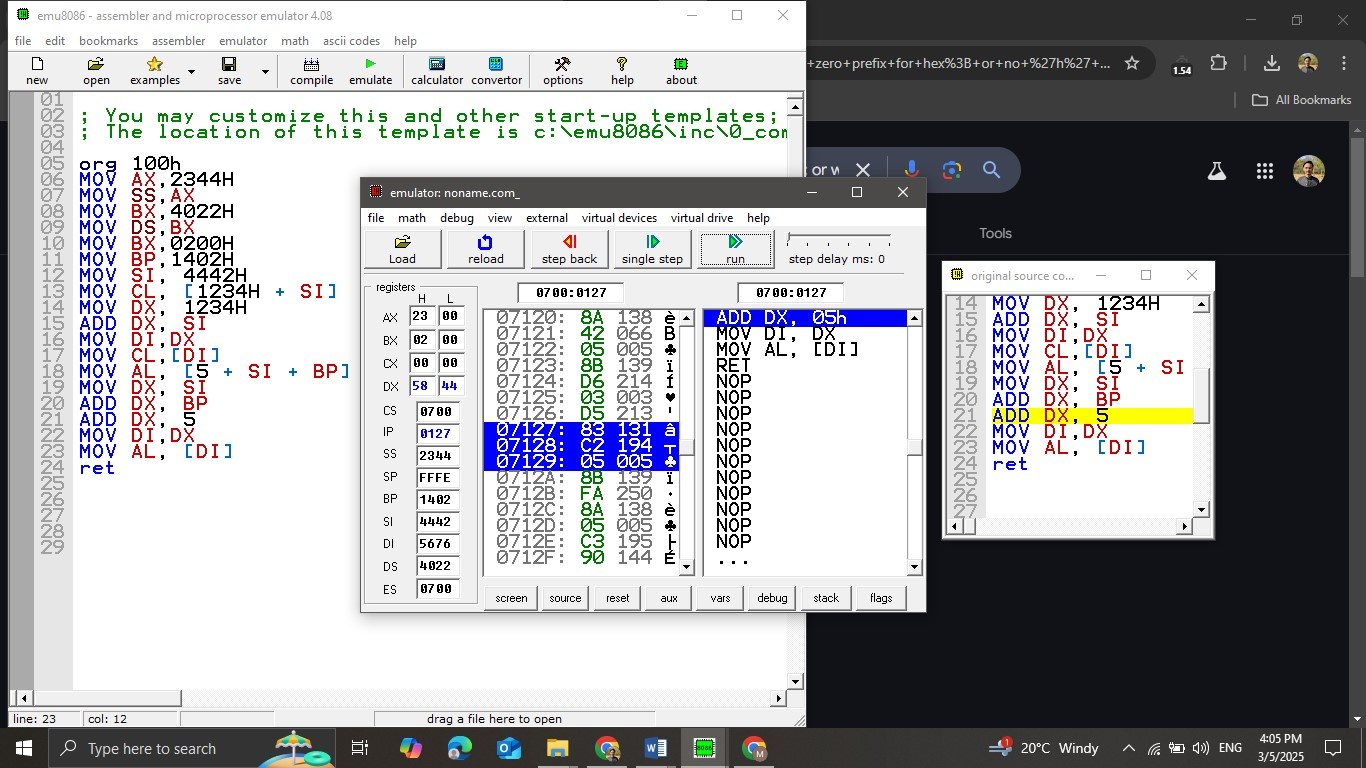 emu8086 - assembler and microprocessor emulator 4.08
file edit bookmarks assembler emulator math ascii codes help
new open examples save compile emulate calculator convertor options help about
01
02 ; You may customize this and other start-up templates;
03 ; The location of this template is c:\emu8086\inc\0_com
04
05 org 100h
06 MOV AX,2344H
07 MOV SS,AX
08 MOV BX,4022H
09 MOV DS,BX
10 MOV BX,0200H
11 MOV BP,1402H
12 MOV SI, 4442H
13 MOV CL, [1234H + SI]
14 MOV DX, 1234H
15 ADD DX, SI
16 MOV DI,DX
17 MOV CL,[DI]
18 MOV AL, [5 + SI + BP]
19 MOV DX, SI
20 ADD DX, BP
21 ADD DX, 5
22 MOV DI,DX
23 MOV AL, [DI]
24 ret
25
26
27
28
29
line: 23 col: 12 drag a file here to open
+ zero + prefix + for + hex%3B + or + no + %27h%27 + ...
1.54
All Bookmarks
or w
Tools
emulator: noname.com_
file math debug view external virtual devices virtual drive help
Load reload step back single step run step delay ms: 0
registers
H L
AX 23 00
BX 02 00
CX 00 00
DX 58 44
CS 0700
IP 0127
SS 2344
SP FFFE
BP 1402
SI 4442
DI 5676
DS 4022
ES 0700
0700:0127 0700:0127
07120: 8A 138 è
07121: 42 066 B
07122: 05 005 ♣
07123: 8B 139 ï
07124: D6 214 í
07125: 03 003 ♥
07126: D5 213 '
07127: 83 131 â
07128: C2 194 ┬
07129: 05 005 ♣
0712A: 8B 139 ï
0712B: FA 250 ·
0712C: 8A 138 è
0712D: 05 005 ♣
0712E: C3 195 ├
0712F: 90 144 É
ADD DX, 05h
MOV DI, DX
MOV AL, [DI]
RET
NOP
NOP
NOP
NOP
NOP
NOP
NOP
NOP
NOP
NOP
NOP
...
screen source reset aux vars debug stack flags
original source co...
14 MOV DX, 1234H
15 ADD DX, SI
16 MOV DI,DX
17 MOV CL,[DI]
18 MOV AL, [5 + SI
19 MOV DX, SI
20 ADD DX, BP
21 ADD DX, 5
22 MOV DI,DX
23 MOV AL, [DI]
24 ret
25
26
27
Type here to search
1
20°C Windy
ENG
4:05 PM
3/5/2025